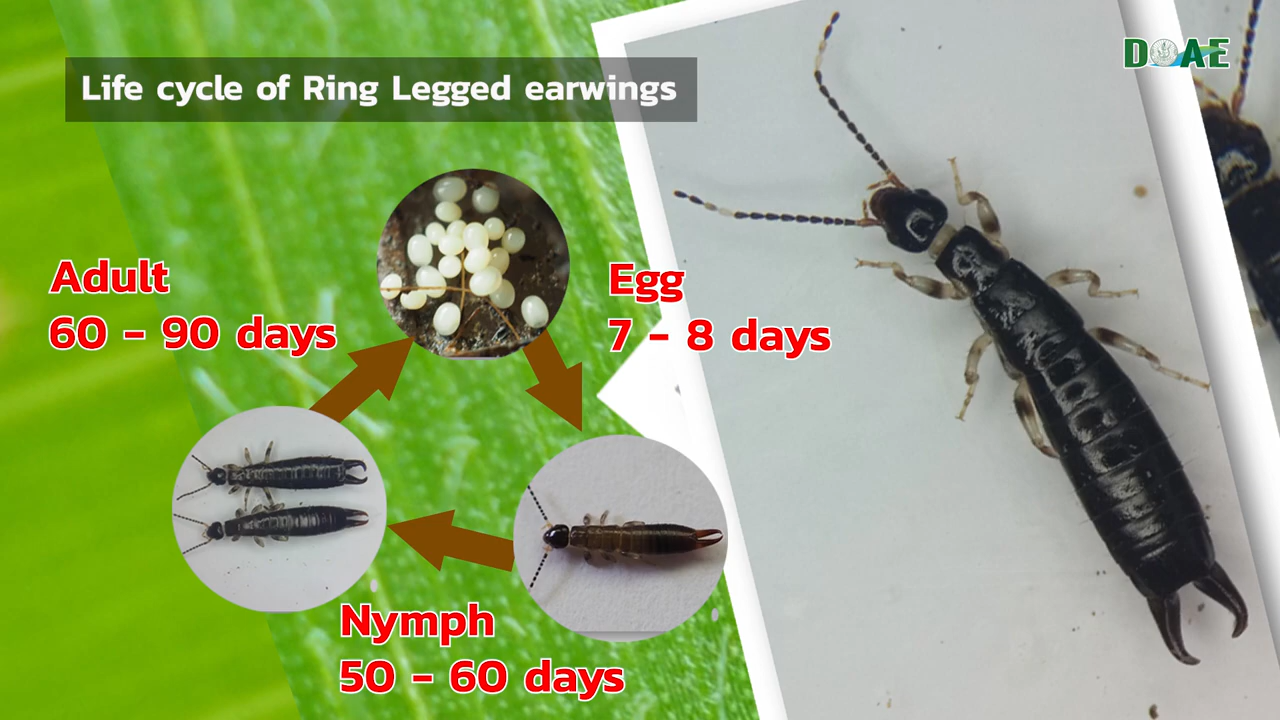 Life cycle of Ring Legged earwings
DOAE
Adult
60 - 90 days
Egg
7 - 8 days
Nymph
50 - 60 days